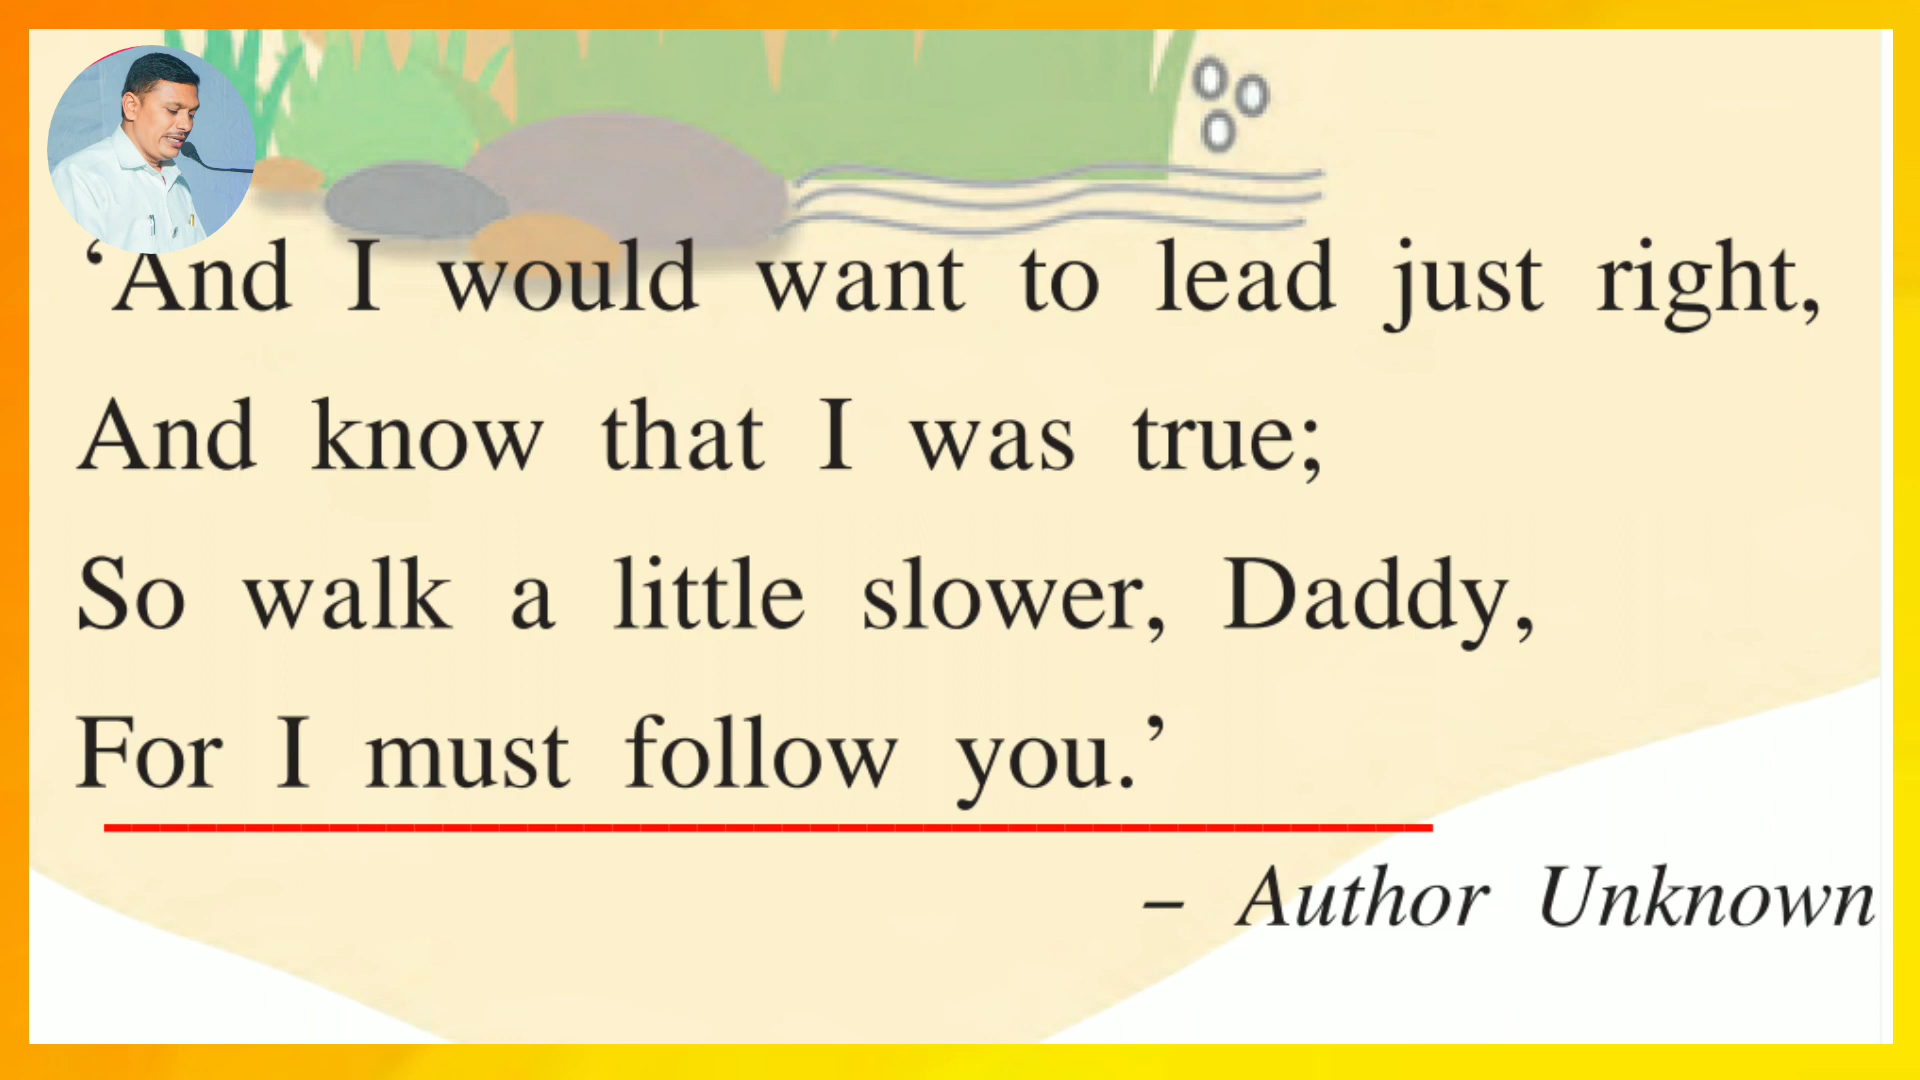 ‘And I would want to lead just right,
And know that I was true;
So walk a little slower, Daddy,
For I must follow you.’
– Author Unknown